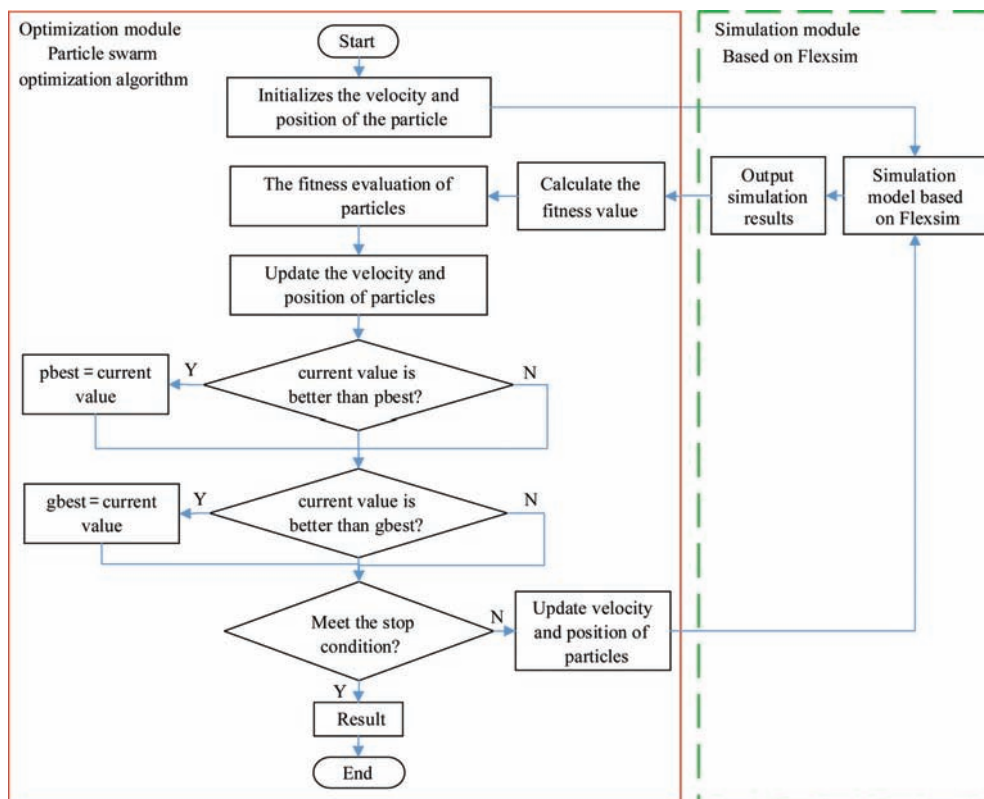 Optimization module
Particle swarm
optimization algorithm
Simulation module
Based on Flexsim
Start
Initializes the velocity and
position of the particle
The fitness evaluation of
particles
Calculate the
fitness value
Output
simulation
results
Simulation
model based
on Flexsim
Update the velocity and
position of particles
pbest = current
value
Y
current value is
better than pbest?
N
gbest = current
value
Y
current value is
better than gbest?
N
Meet the stop
condition?
N
Update velocity
and position of
particles
Y
Result
End